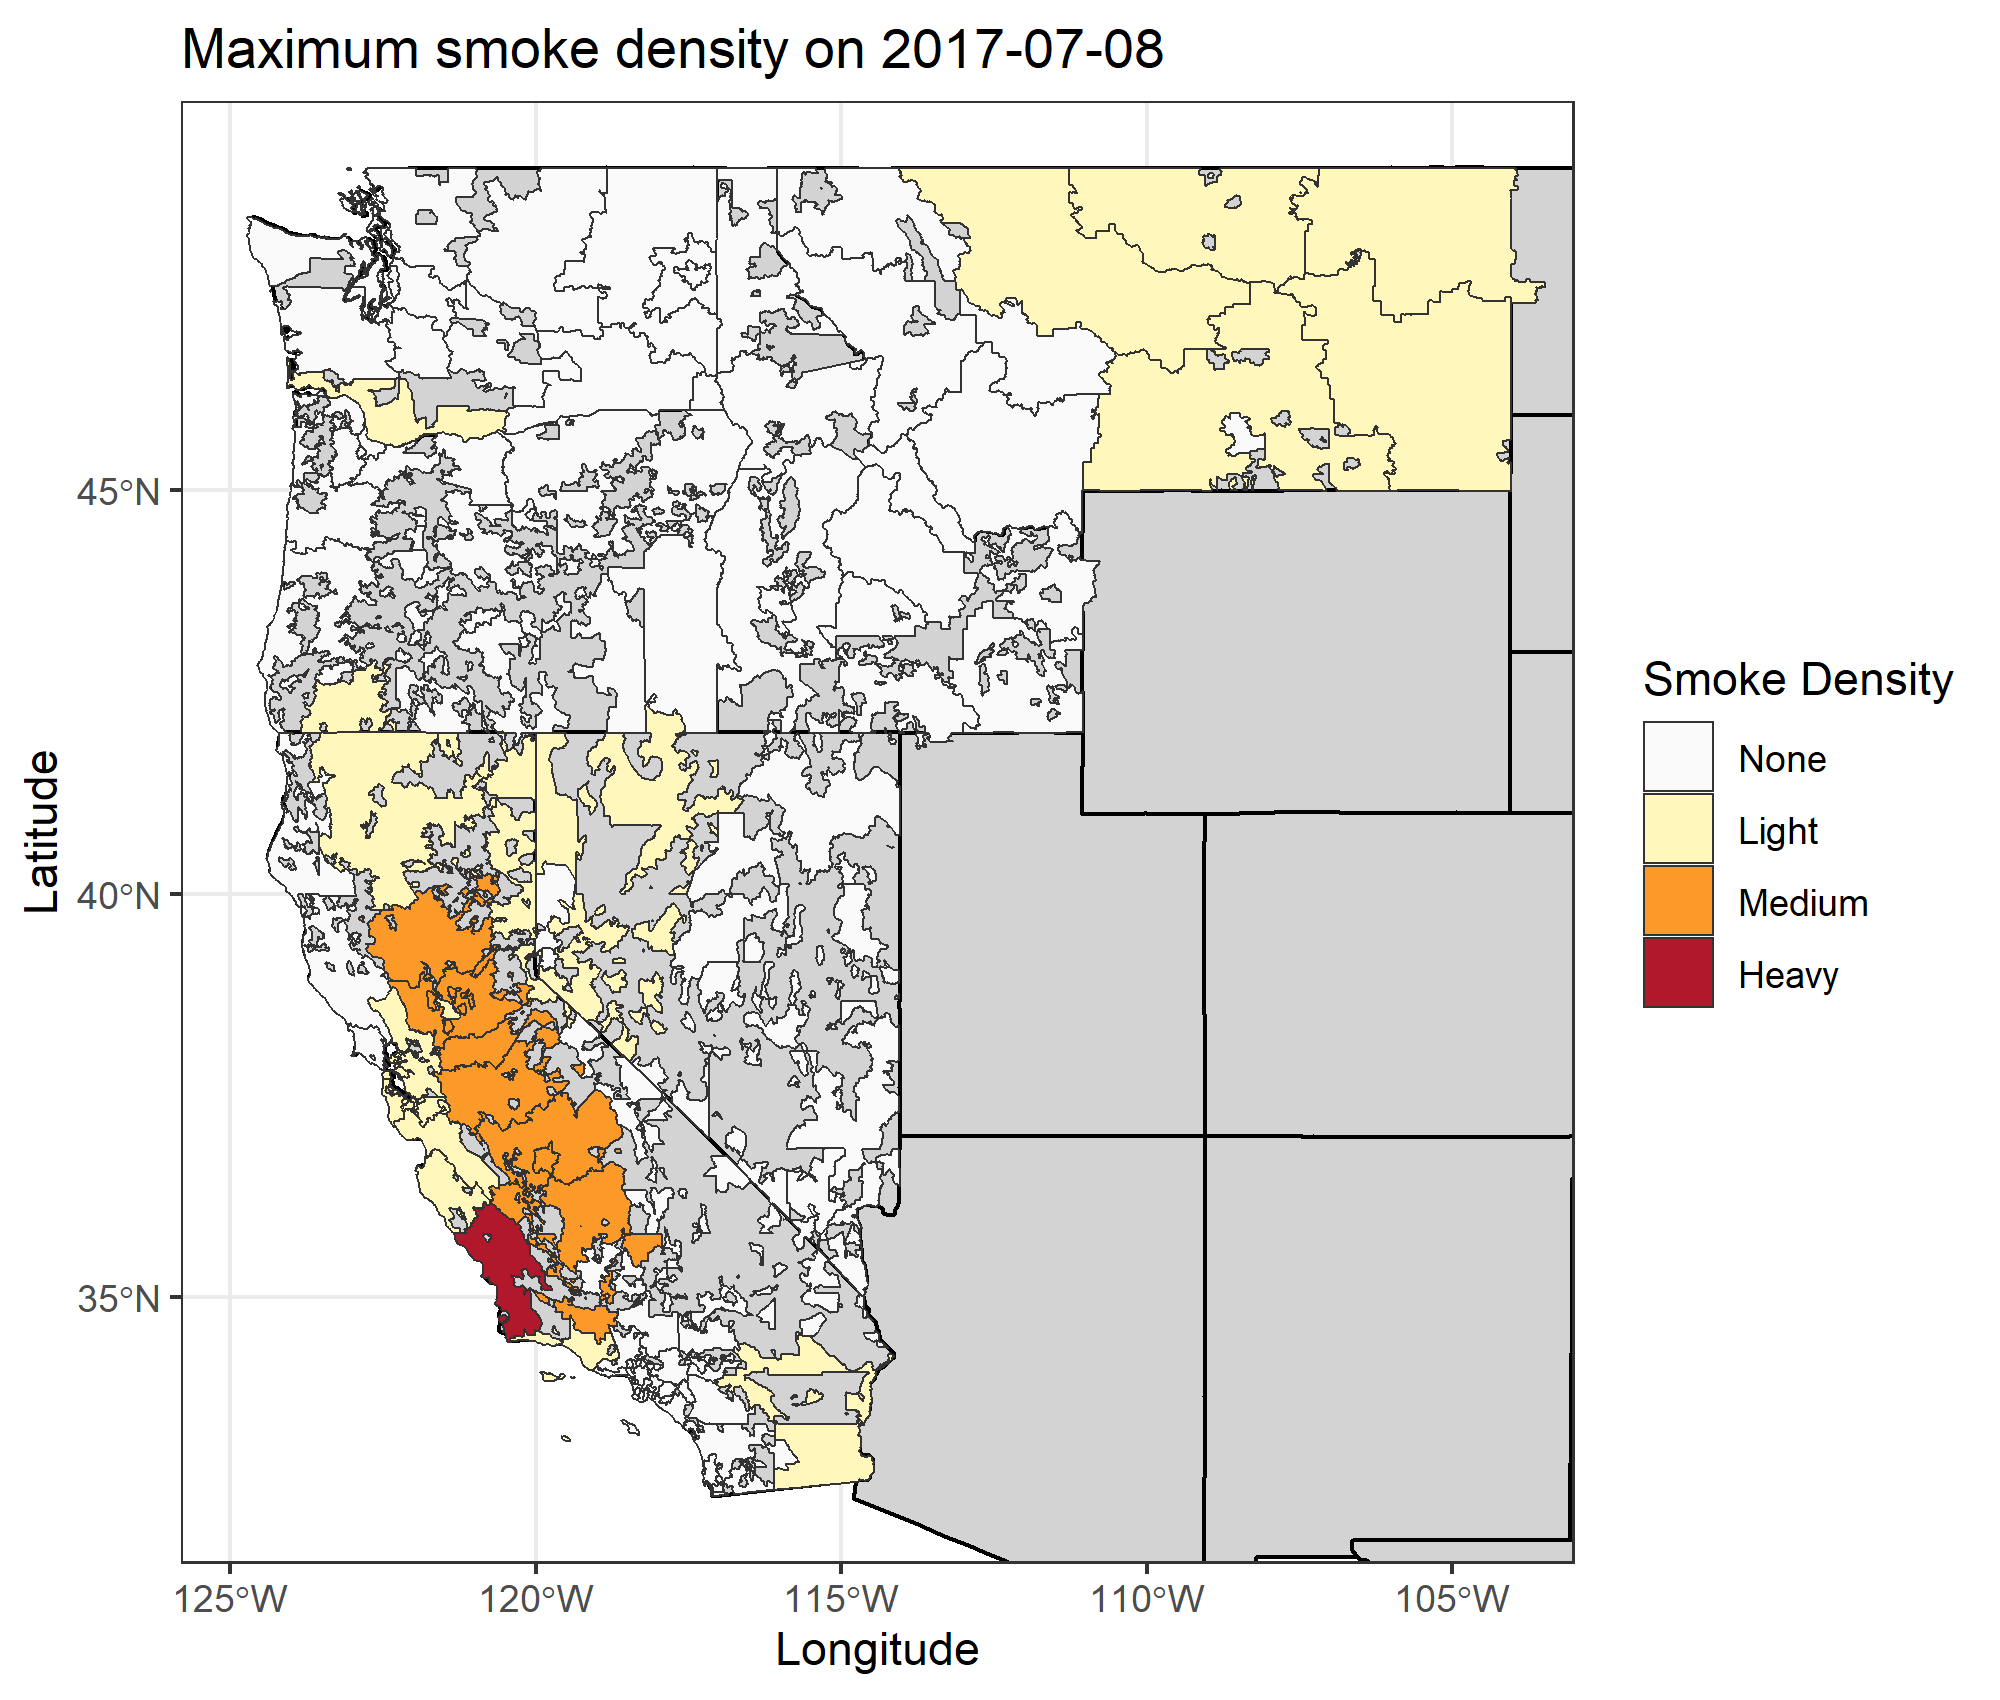 Maximum smoke density on 2017-07-08
45°N
40°N
35°N
Latitude
125°W
120°W
115°W
110°W
105°W
Longitude
Smoke Density
None
Light
Medium
Heavy